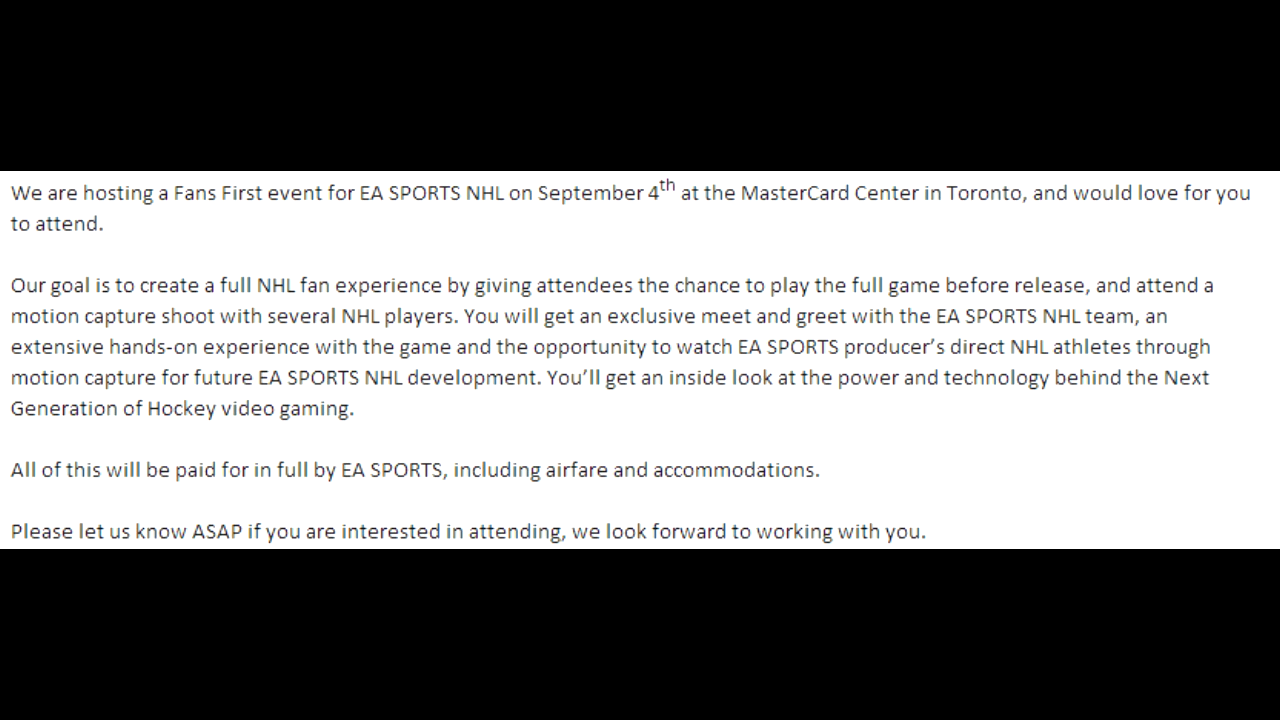 We are hosting a Fans First event for EA SPORTS NHL on September 4th at the MasterCard Center in Toronto, and would love for you
to attend.
Our goal is to create a full NHL fan experience by giving attendees the chance to play the full game before release, and attend a
motion capture shoot with several NHL players. You will get an exclusive meet and greet with the EA SPORTS NHL team, an
extensive hands-on experience with the game and the opportunity to watch EA SPORTS producer’s direct NHL athletes through
motion capture for future EA SPORTS NHL development. You’ll get an inside look at the power and technology behind the Next
Generation of Hockey video gaming.
All of this will be paid for in full by EA SPORTS, including airfare and accommodations.
Please let us know ASAP if you are interested in attending, we look forward to working with you.